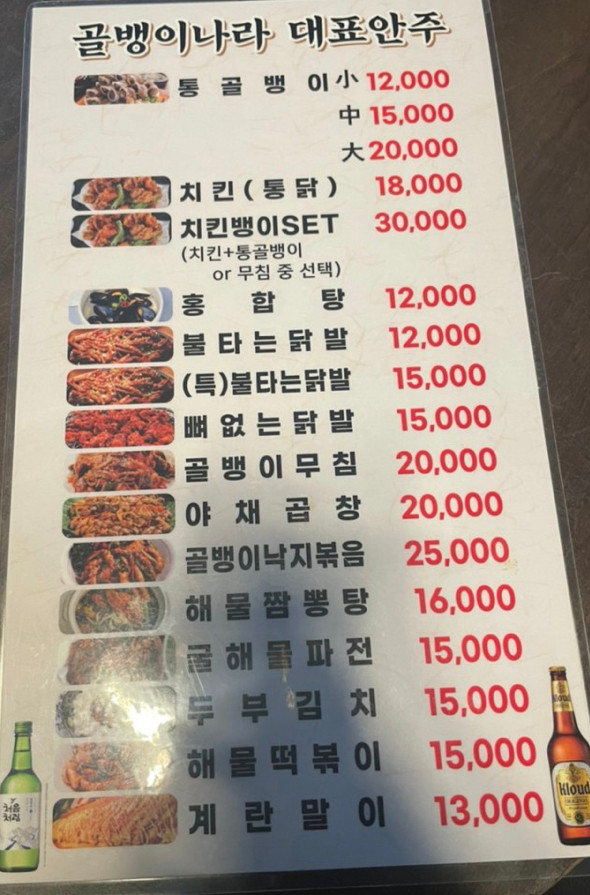 골뱅이나라 대표안주
통골뱅이 小 12,000
中 15,000
大 20,000
치킨(통닭) 18,000
치킨뱅이SET 30,000
(치킨+통골뱅이
or 무침 중 선택)
홍합탕 12,000
불타는닭발 12,000
(특)불타는닭발 15,000
뼈없는닭발 15,000
골뱅이무침 20,000
야채곱창 20,000
골뱅이낙지볶음 25,000
해물짬뽕탕 16,000
굴해물파전 15,000
두부김치 15,000
해물떡볶이 15,000
계란말이 13,000
처음
처럼
Kloud